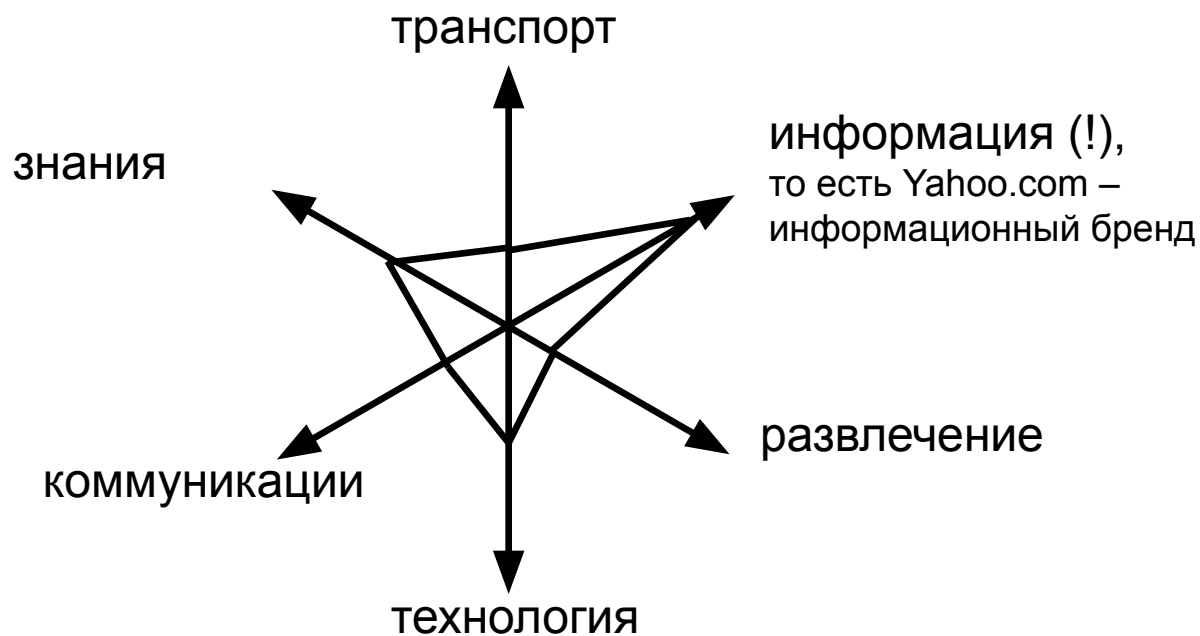 транспорт
знания
информация (!),
то есть Yahoo.com –
информационный бренд
развлечение
коммуникации
технология